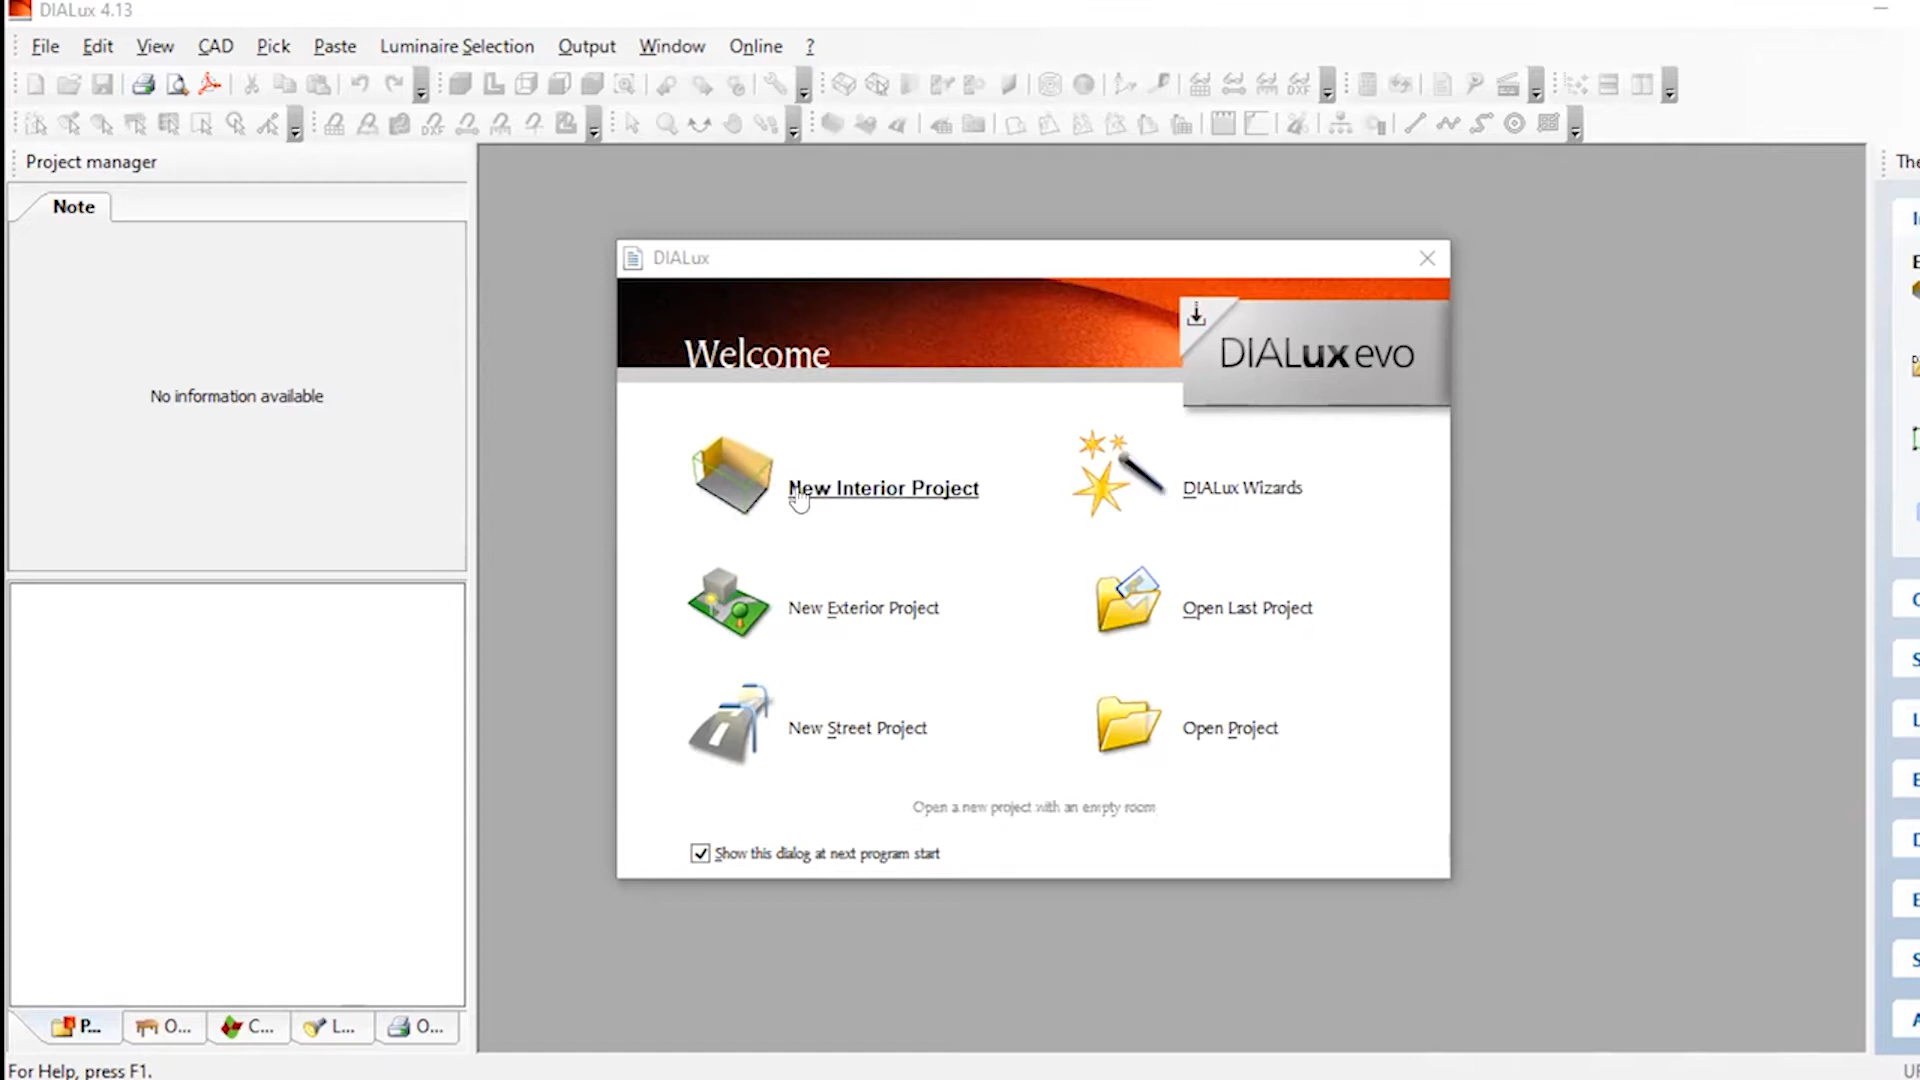 DIALux 4.13
File Edit View CAD Pick Paste Luminaire Selection Output Window Online ?
DXF
DXF
Project manager
The
Note
No information available
DIALux
Welcome
DIALux evo
New Interior Project
DIALux Wizards
New Exterior Project
Open Last Project
New Street Project
Open Project
Open a new project with an empty room
Show this dialog at next program start
P... O... C... L... O...
For Help, press F1.